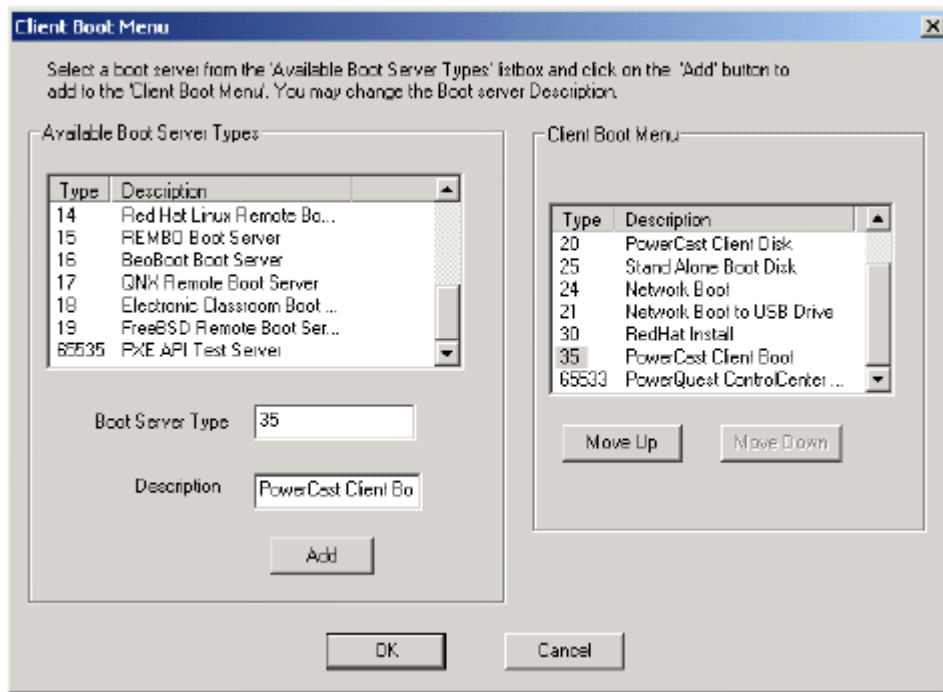 Client Boot Menu
Select a boot server from the 'Available Boot Server Types' listbox and click on the 'Add' button to
add to the 'Client Boot Menu'. You may change the Boot server Description.
Available Boot Server Types
Type Description
14 Red Hat Linux Remote Bo...
15 REMBO Boot Server
16 BeoBoot Boot Server
17 QNX Remote Boot Server
18 Electronic Classroom Boot ...
19 FreeBSD Remote Boot Ser...
65535 PXE API Test Server
Boot Server Type 35
Description PowerCast Client Bo
Add
Client Boot Menu
Type Description
20 PowerCast Client Disk
25 Stand Alone Boot Disk
24 Network Boot
21 Network Boot to USB Drive
30 RedHat Install
35 PowerCast Client Boot
65533 PowerQuest ControlCenter ...
Move Up Move Down
OK Cancel